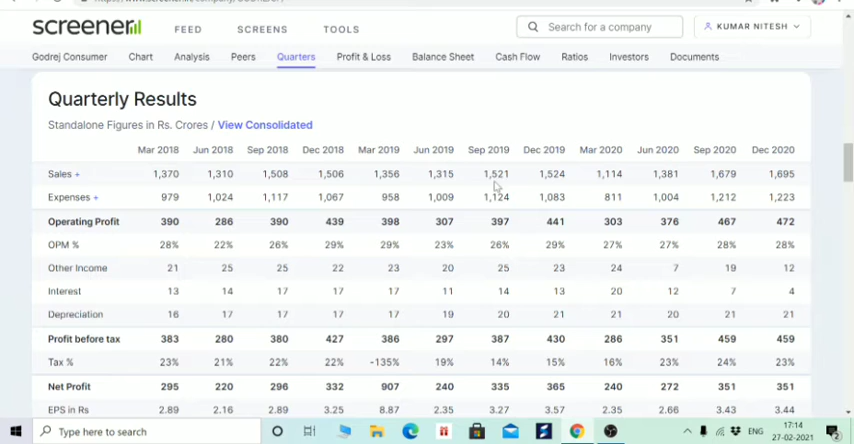 screener
FEED SCREENS TOOLS Search for a company KUMAR NITESH
Godrej Consumer Chart Analysis Peers Quarters Profit & Loss Balance Sheet Cash Flow Ratios Investors Documents
Quarterly Results
Standalone Figures in Rs. Crores / View Consolidated
Mar 2018 Jun 2018 Sep 2018 Dec 2018 Mar 2019 Jun 2019 Sep 2019 Dec 2019 Mar 2020 Jun 2020 Sep 2020 Dec 2020
Sales + 1,370 1,310 1,508 1,506 1,356 1,315 1,521 1,524 1,114 1,381 1,679 1,695
Expenses + 979 1,024 1,117 1,067 958 1,009 1,124 1,083 811 1,004 1,212 1,223
Operating Profit 390 286 390 439 398 307 397 441 303 376 467 472
OPM % 28% 22% 26% 29% 29% 23% 26% 29% 27% 27% 28% 28%
Other Income 21 25 25 22 23 20 25 23 24 7 19 12
Interest 13 14 17 17 17 11 14 13 20 12 7 4
Depreciation 16 17 17 17 17 19 20 21 21 21 20 21
Profit before tax 383 280 380 427 386 297 387 430 286 351 459 459
Tax % 23% 21% 22% 22% -135% 19% 14% 15% 16% 23% 24% 23%
Net Profit 295 220 296 332 907 240 335 365 240 272 351 351
EPS in Rs 2.89 2.16 2.89 3.25 8.87 2.35 3.27 3.57 2.35 2.66 3.43 3.44
Type here to search ENG 17:14
27-02-2021 2